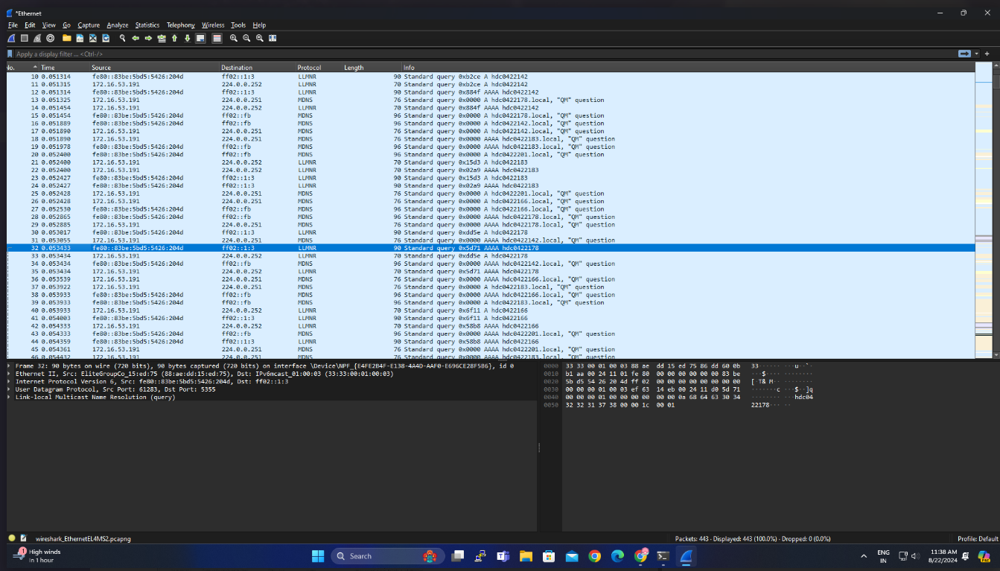 *Ethernet
File Edit View Go Capture Analyze Statistics Telephony Wireless Tools Help
Apply a display filter ... <Ctrl-/>
No. Time Source Destination Protocol Length Info
10 0.051314 fe80::83be:5bd5:5426:204d ff02::1:3 LLMNR 90 Standard query 0xb2ce A hdc0422142
11 0.051315 172.16.53.191 224.0.0.252 LLMNR 70 Standard query 0xb2ce A hdc0422142
12 0.051314 fe80::83be:5bd5:5426:204d ff02::1:3 LLMNR 90 Standard query 0x884f AAAA hdc0422142
13 0.051325 172.16.53.191 224.0.0.251 MDNS 76 Standard query 0x0000 A hdc0422178.local, "QM" question
14 0.051454 172.16.53.191 224.0.0.252 LLMNR 70 Standard query 0x884f AAAA hdc0422142
15 0.051454 fe80::83be:5bd5:5426:204d ff02::fb MDNS 96 Standard query 0x0000 A hdc0422178.local, "QM" question
16 0.051889 fe80::83be:5bd5:5426:204d ff02::fb MDNS 96 Standard query 0x0000 A hdc0422142.local, "QM" question
17 0.051890 172.16.53.191 224.0.0.251 MDNS 76 Standard query 0x0000 A hdc0422142.local, "QM" question
18 0.051890 172.16.53.191 224.0.0.251 MDNS 76 Standard query 0x0000 AAAA hdc0422183.local, "QM" question
19 0.051978 fe80::83be:5bd5:5426:204d ff02::fb MDNS 96 Standard query 0x0000 AAAA hdc0422183.local, "QM" question
20 0.052400 fe80::83be:5bd5:5426:204d ff02::fb MDNS 96 Standard query 0x0000 A hdc0422201.local, "QM" question
21 0.052400 172.16.53.191 224.0.0.252 LLMNR 70 Standard query 0x15d3 A hdc0422183
22 0.052400 172.16.53.191 224.0.0.252 LLMNR 70 Standard query 0x02a9 AAAA hdc0422183
23 0.052427 fe80::83be:5bd5:5426:204d ff02::1:3 LLMNR 90 Standard query 0x15d3 A hdc0422183
24 0.052427 fe80::83be:5bd5:5426:204d ff02::1:3 LLMNR 90 Standard query 0x02a9 AAAA hdc0422183
25 0.052428 172.16.53.191 224.0.0.251 MDNS 76 Standard query 0x0000 A hdc0422201.local, "QM" question
26 0.052428 172.16.53.191 224.0.0.251 MDNS 76 Standard query 0x0000 A hdc0422166.local, "QM" question
27 0.052530 fe80::83be:5bd5:5426:204d ff02::fb MDNS 96 Standard query 0x0000 A hdc0422166.local, "QM" question
28 0.052865 fe80::83be:5bd5:5426:204d ff02::fb MDNS 96 Standard query 0x0000 AAAA hdc0422178.local, "QM" question
29 0.052885 172.16.53.191 224.0.0.251 MDNS 76 Standard query 0x0000 AAAA hdc0422178.local, "QM" question
30 0.053017 fe80::83be:5bd5:5426:204d ff02::1:3 LLMNR 90 Standard query 0xdd5e A hdc0422178
31 0.053055 172.16.53.191 224.0.0.251 MDNS 76 Standard query 0x0000 AAAA hdc0422142.local, "QM" question
32 0.053433 fe80::83be:5bd5:5426:204d ff02::1:3 LLMNR 90 Standard query 0x5d71 AAAA hdc0422178
33 0.053434 172.16.53.191 224.0.0.252 LLMNR 70 Standard query 0xdd5e A hdc0422178
34 0.053434 fe80::83be:5bd5:5426:204d ff02::fb MDNS 96 Standard query 0x0000 AAAA hdc0422142.local, "QM" question
35 0.053434 172.16.53.191 224.0.0.252 LLMNR 70 Standard query 0x5d71 AAAA hdc0422178
36 0.053539 172.16.53.191 224.0.0.251 MDNS 76 Standard query 0x0000 AAAA hdc0422166.local, "QM" question
37 0.053922 172.16.53.191 224.0.0.251 MDNS 76 Standard query 0x0000 A hdc0422183.local, "QM" question
38 0.053933 fe80::83be:5bd5:5426:204d ff02::fb MDNS 96 Standard query 0x0000 AAAA hdc0422166.local, "QM" question
39 0.053933 fe80::83be:5bd5:5426:204d ff02::fb MDNS 96 Standard query 0x0000 A hdc0422183.local, "QM" question
40 0.053933 172.16.53.191 224.0.0.252 LLMNR 70 Standard query 0x6f11 A hdc0422166
41 0.054003 fe80::83be:5bd5:5426:204d ff02::1:3 LLMNR 90 Standard query 0x6f11 A hdc0422166
42 0.054333 172.16.53.191 224.0.0.252 LLMNR 70 Standard query 0x58b8 AAAA hdc0422166
43 0.054333 fe80::83be:5bd5:5426:204d ff02::fb MDNS 96 Standard query 0x0000 AAAA hdc0422201.local, "QM" question
44 0.054359 fe80::83be:5bd5:5426:204d ff02::1:3 LLMNR 90 Standard query 0x58b8 AAAA hdc0422166
45 0.054361 172.16.53.191 224.0.0.251 MDNS 76 Standard query 0x0000 AAAA hdc0422201.local, "QM" question
Frame 32: 90 bytes on wire (720 bits), 90 bytes captured (720 bits) on interface \Device\NPF_{E4FE2B4F-E138-4A4D-AAF0-E696CE28F5B6}, id 0
Ethernet II, Src: EliteGroupCo_15:ed:75 (88:ae:dd:15:ed:75), Dst: IPv6mcast_01:00:03 (33:33:00:01:00:03)
Internet Protocol Version 6, Src: fe80::83be:5bd5:5426:204d, Dst: ff02::1:3
User Datagram Protocol, Src Port: 61283, Dst Port: 5355
Link-local Multicast Name Resolution (query)
0000 33 33 00 01 00 03 88 ae dd 15 ed 75 86 dd 60 0b 33······ ···u··`·
0010 b1 aa 00 24 11 01 fe 80 00 00 00 00 00 00 83 be ···$···· ········
0020 5b d5 54 26 20 4d ff 02 00 00 00 00 00 00 00 00 [·T& M·· ········
0030 00 00 00 01 00 03 ef 63 14 eb 00 24 11 d0 5d 71 ·······c ···$··]q
0040 00 00 00 01 00 00 00 00 00 00 0a 68 64 63 30 34 ········ ···hdc04
0050 32 32 31 37 38 00 00 1c 00 01 22178··· ··
wireshark_EthernetEL4MS2.pcapng
Packets: 443 · Displayed: 443 (100.0%) · Dropped: 0 (0.0%)
Profile: Default
1
High winds
In 1 hour
Search
ENG
IN
11:38 AM
8/22/2024